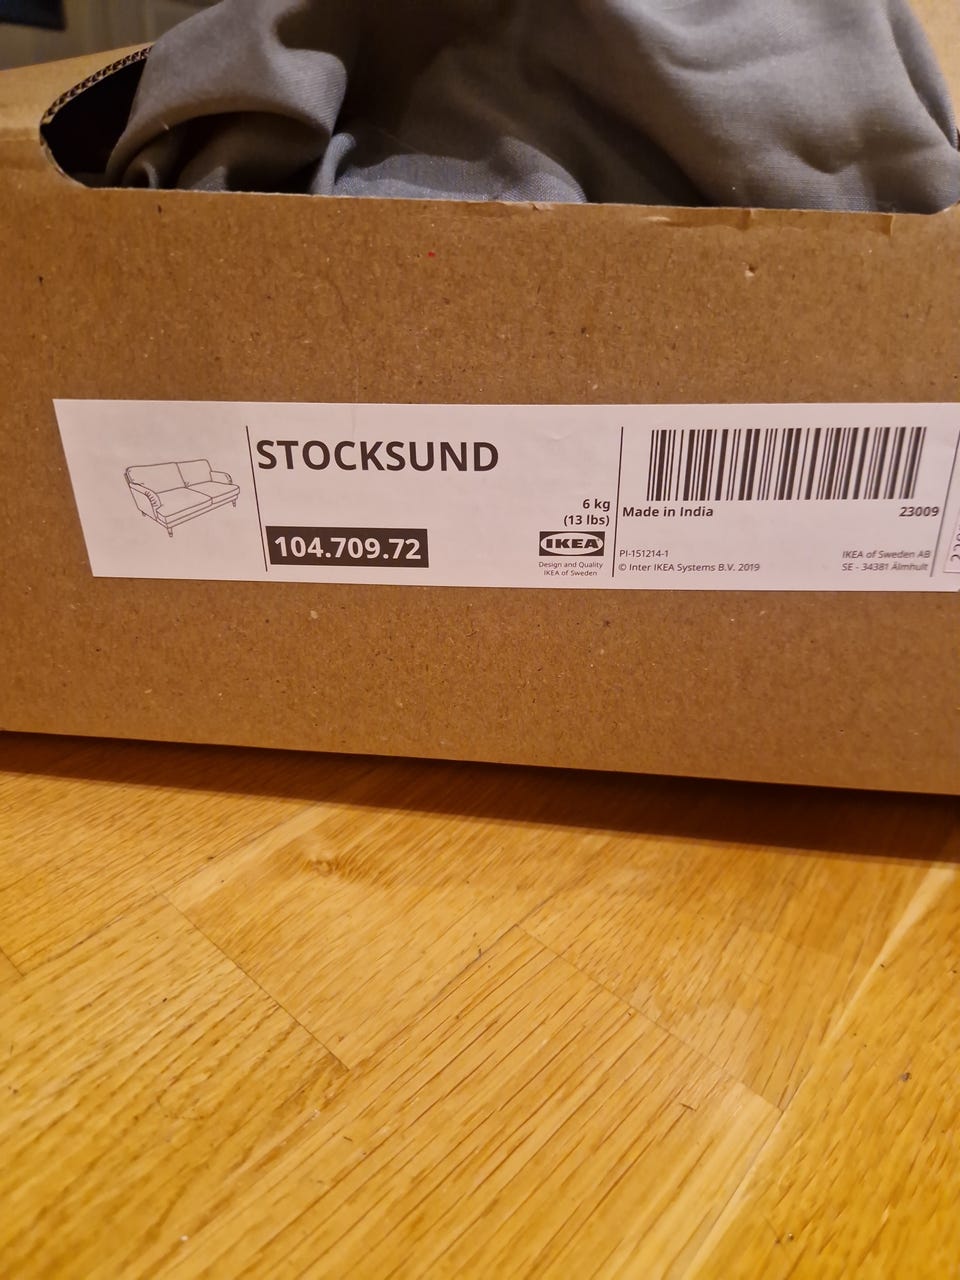 STOCKSUND
104.709.72
6 kg
(13 lbs)
IKEA
Design and Quality
IKEA of Sweden
Made in India
23009
PI-151214-1
© Inter IKEA Systems B.V. 2019
IKEA of Sweden AB
SE - 34381 Älmhult